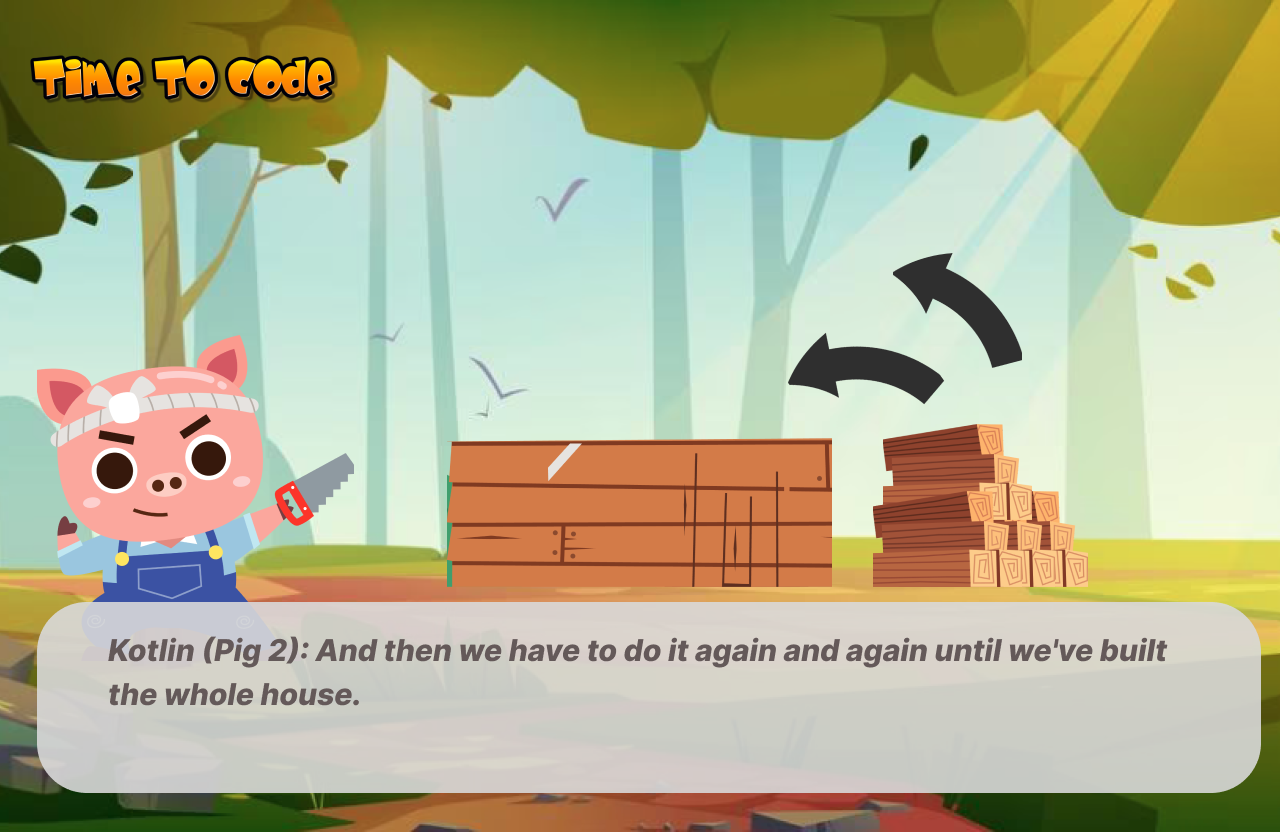 Time To Code
Kotlin (Pig 2): And then we have to do it again and again until we've built
the whole house.